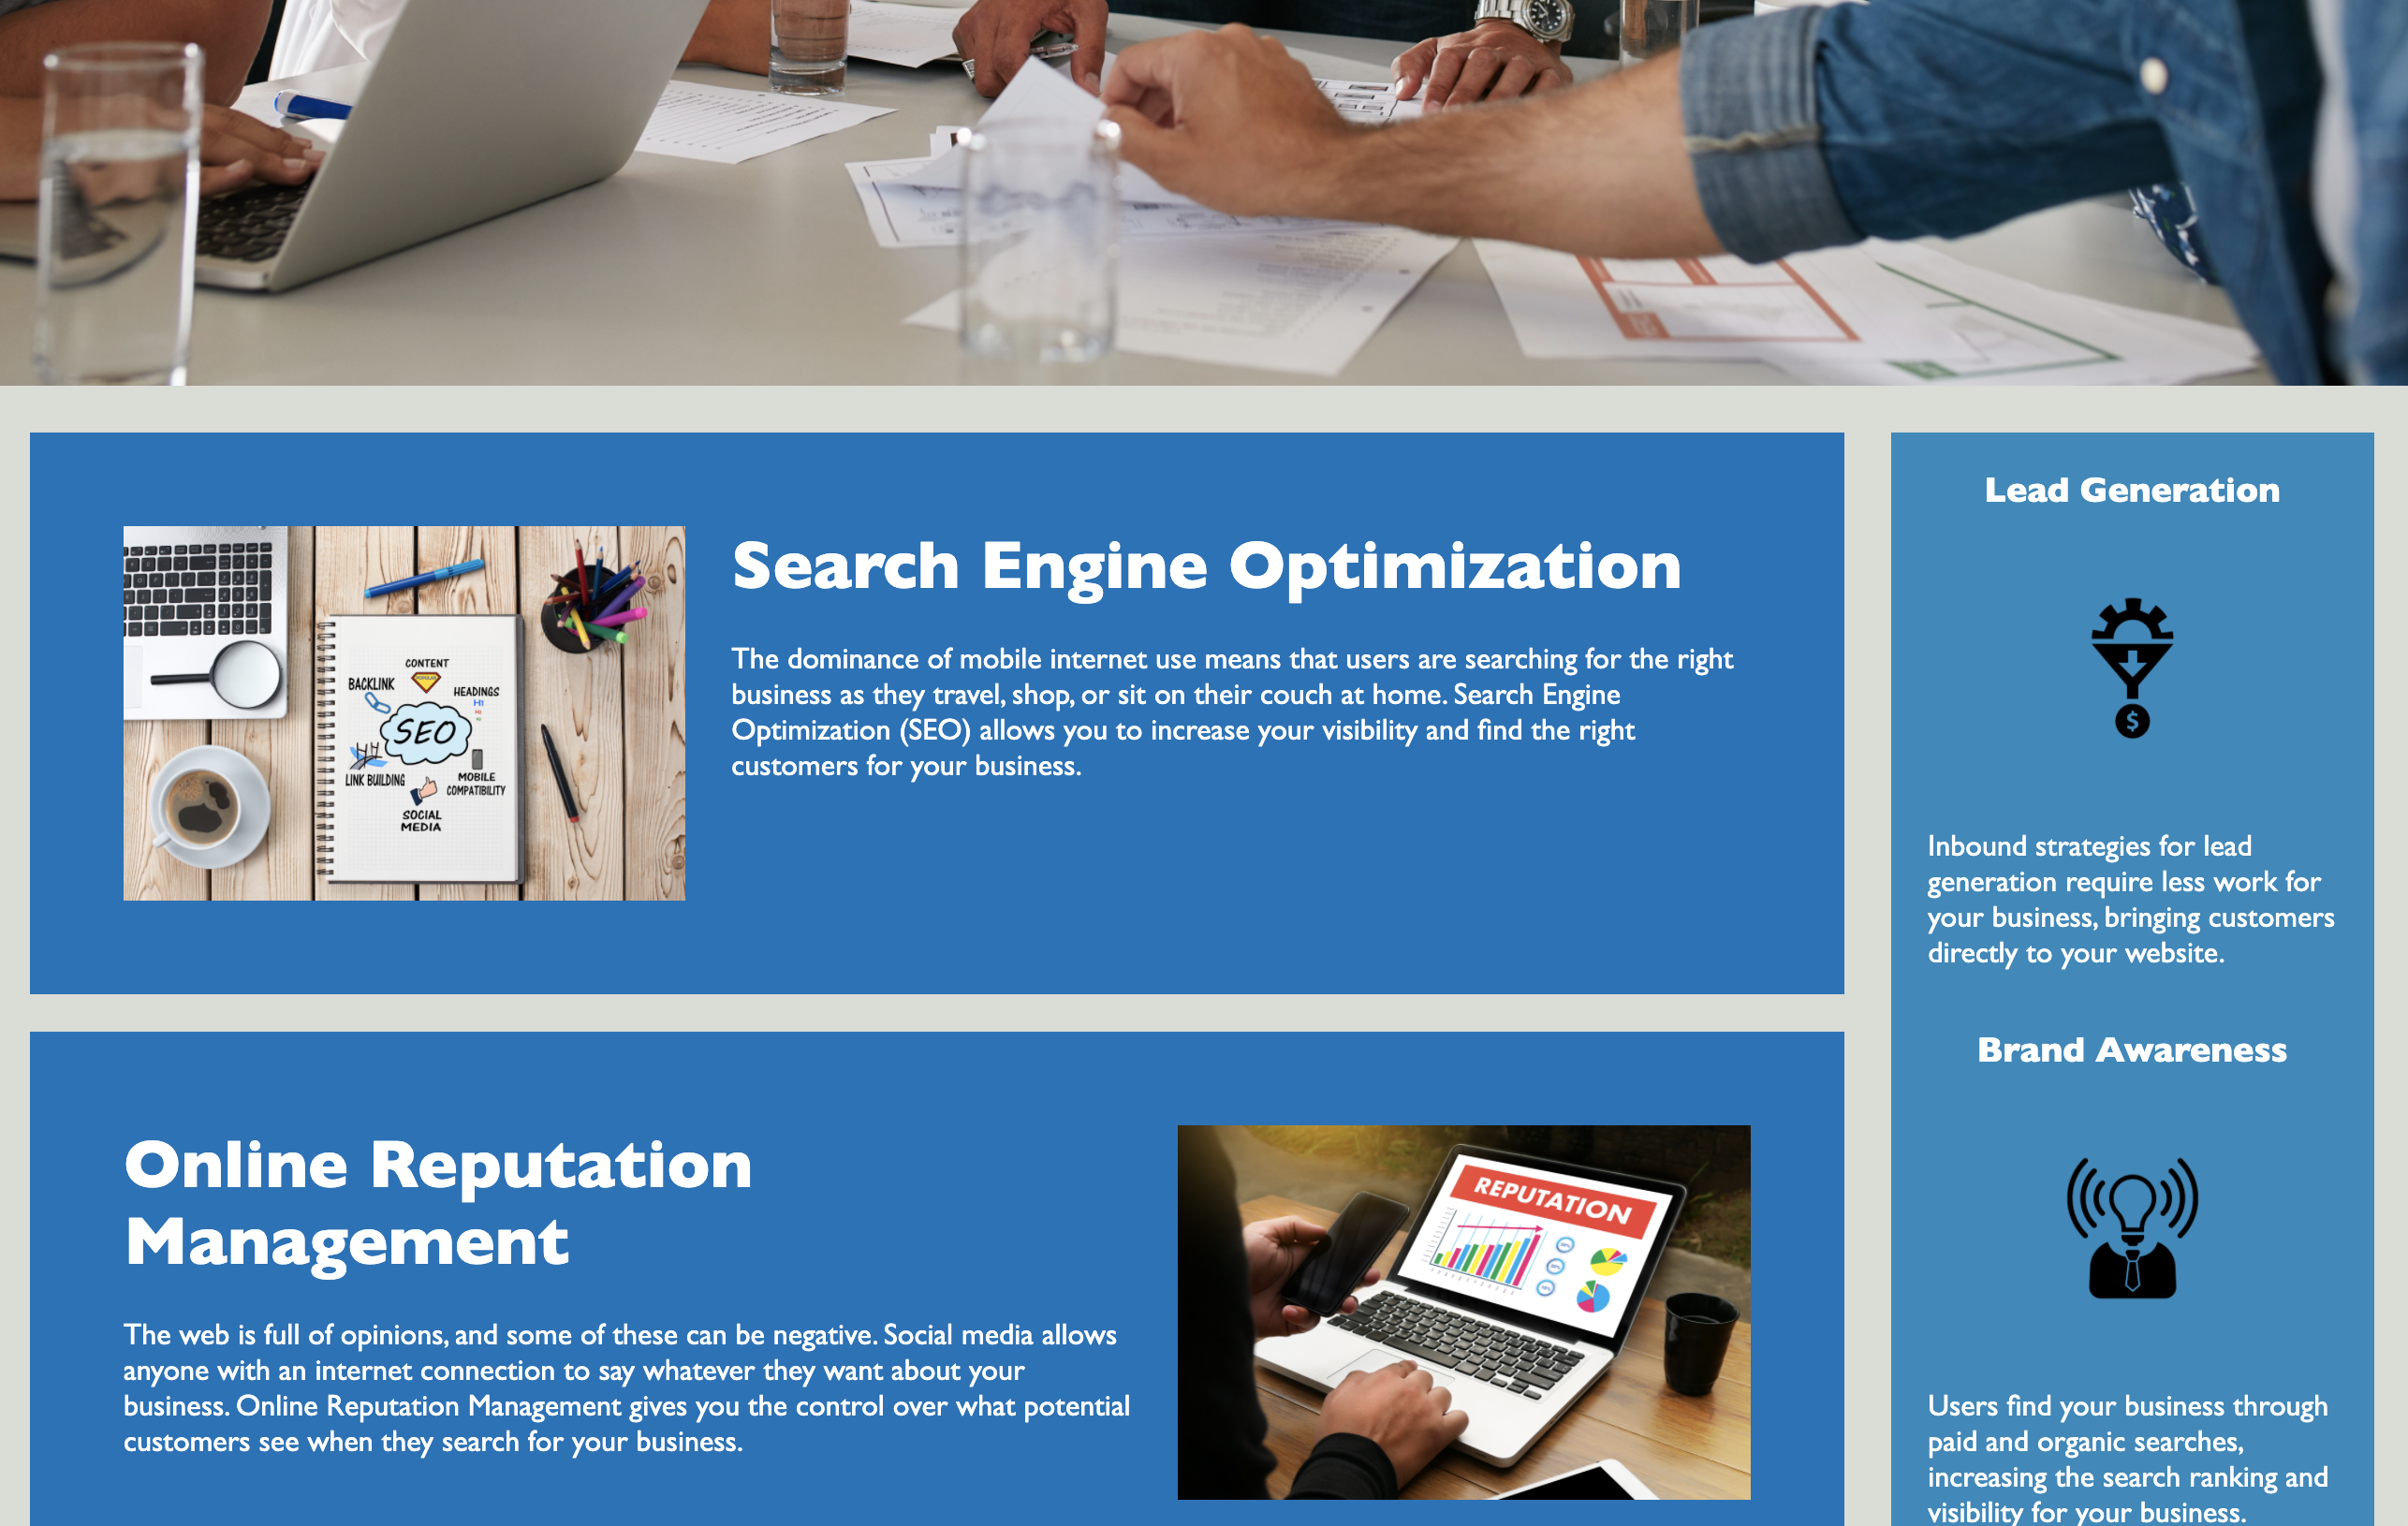 Search Engine Optimization
The dominance of mobile internet use means that users are searching for the right
business as they travel, shop, or sit on their couch at home. Search Engine
Optimization (SEO) allows you to increase your visibility and find the right
customers for your business.
CONTENT
BACKLINK
HEADINGS
H1
SEO
LINK BUILDING
MOBILE
COMPATIBILITY
SOCIAL
MEDIA
Online Reputation
Management
The web is full of opinions, and some of these can be negative. Social media allows
anyone with an internet connection to say whatever they want about your
business. Online Reputation Management gives you the control over what potential
customers see when they search for your business.
REPUTATION
Lead Generation
$
Inbound strategies for lead
generation require less work for
your business, bringing customers
directly to your website.
Brand Awareness
Users find your business through
paid and organic searches,
increasing the search ranking and
visibility for your business.